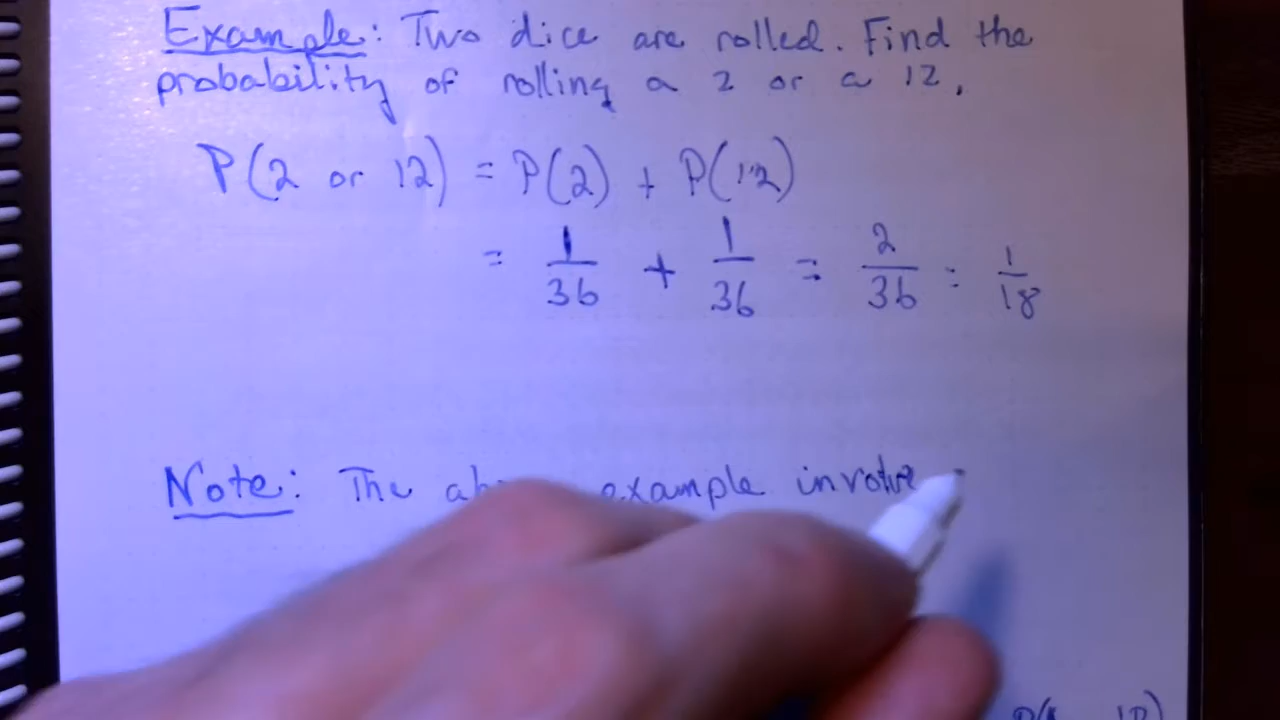 Example: Two dice are rolled. Find the
probability of rolling a 2 or a 12.
P(2 or 12) = P(2) + P(12)
= 1/36 + 1/36 = 2/36 = 1/18
Note: The example involve